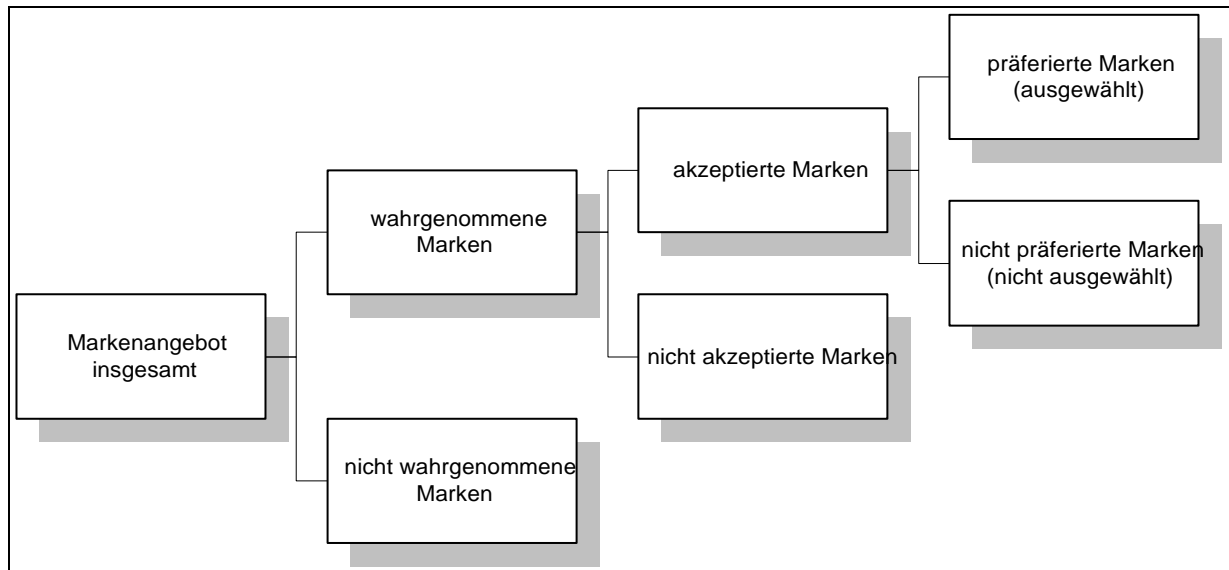 Markenangebot
insgesamt
wahrgenommene
Marken
nicht wahrgenommene
Marken
akzeptierte Marken
nicht akzeptierte Marken
präferierte Marken
(ausgewählt)
nicht präferierte Marken
(nicht ausgewählt)